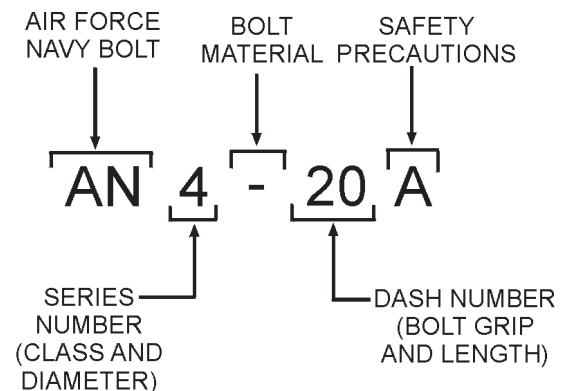 AIR FORCE
NAVY BOLT
BOLT
MATERIAL
SAFETY
PRECAUTIONS
AN 4 - 20 A
SERIES
NUMBER
(CLASS AND
DIAMETER)
DASH NUMBER
(BOLT GRIP
AND LENGTH)